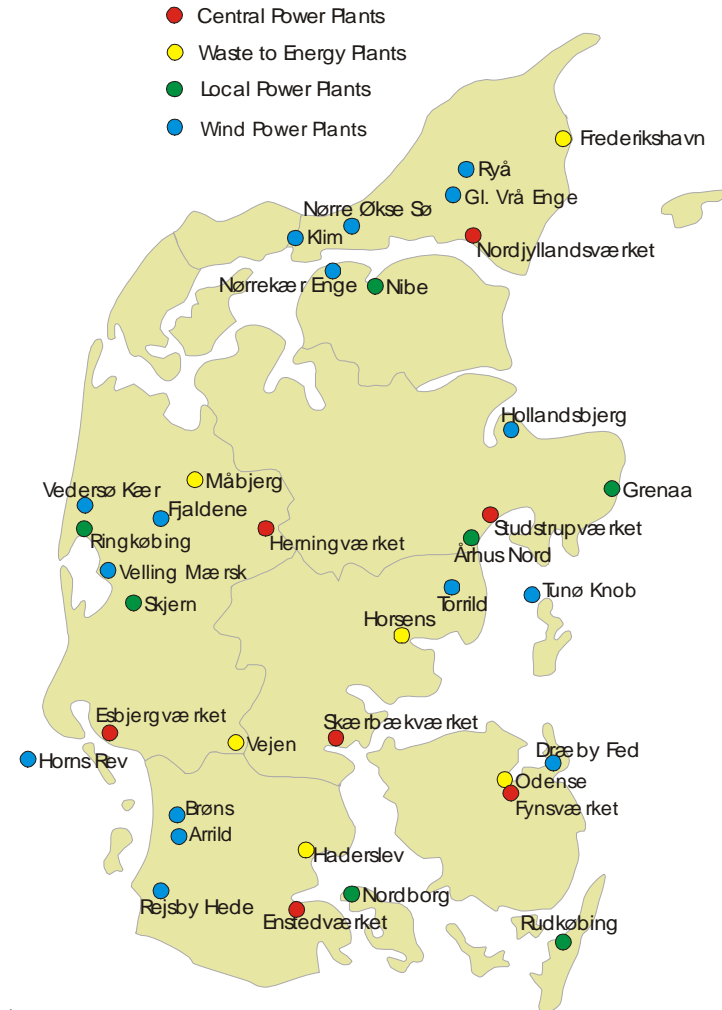 Central Power Plants
Waste to Energy Plants
Local Power Plants
Wind Power Plants
Frederikshavn
Ryå
Gl. Vrå Enge
Nørre Økse Sø
Klim
Nordjyllandsværket
Nørrekær Enge
Nibe
Hollandsbjerg
Måbjerg
Grenaa
Vedersø Kær
Fjaldene
Studstrupværket
Ringkøbing
Herningværket
Århus Nord
Velling Mærsk
Tunø Knob
Skjern
Torrild
Horsens
Esbjergværket
Skærbækværket
Vejen
Dræby Fed
Horns Rev
Odense
Fynsværket
Brøns
Arrild
Haderslev
Nordborg
Rejsby Hede
Enstedværket
Rudkøbing